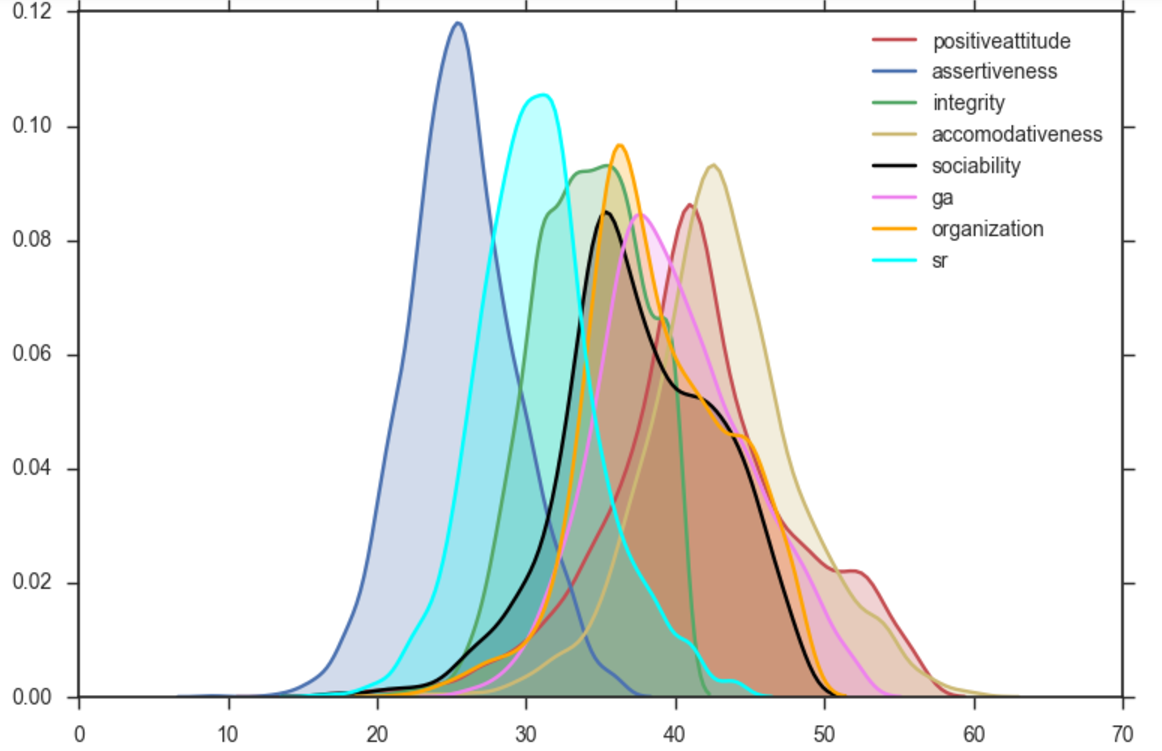 0.12
0.10
0.08
0.06
0.04
0.02
0.00
0 10 20 30 40 50 60 70
positiveattitude
assertiveness
integrity
accomodativeness
sociability
ga
organization
sr